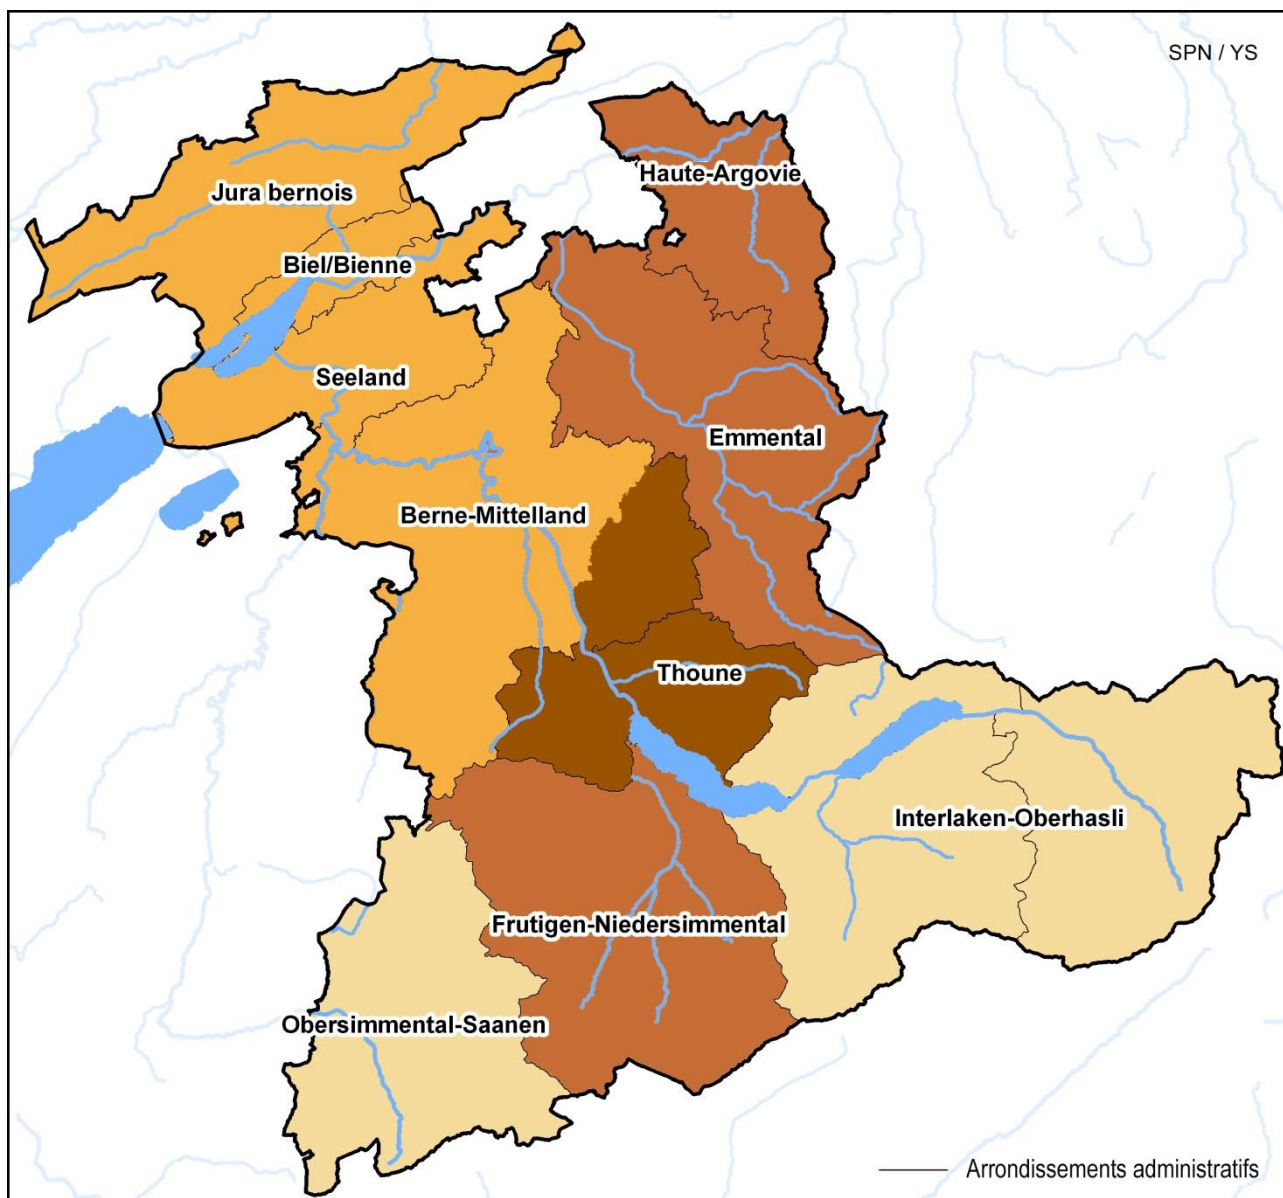 SPN / YS
Haute-Argovie
Jura bernois
Biel/Bienne
Seeland
Emmental
Berne-Mittelland
Thoune
Interlaken-Oberhasli
Frutigen-Niedersimmental
Obersimmental-Saanen
Arrondissements administratifs